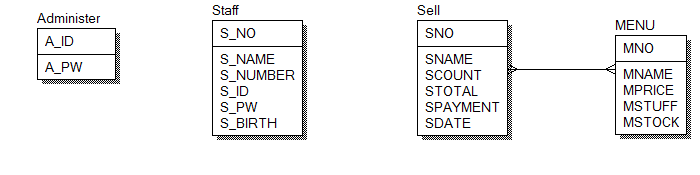 Administer
A_ID
A_PW
Staff
S_NO
S_NAME
S_NUMBER
S_ID
S_PW
S_BIRTH
Sell
SNO
SNAME
SCOUNT
STOTAL
SPAYMENT
SDATE
MENU
MNO
MNAME
MPRICE
MSTUFF
MSTOCK